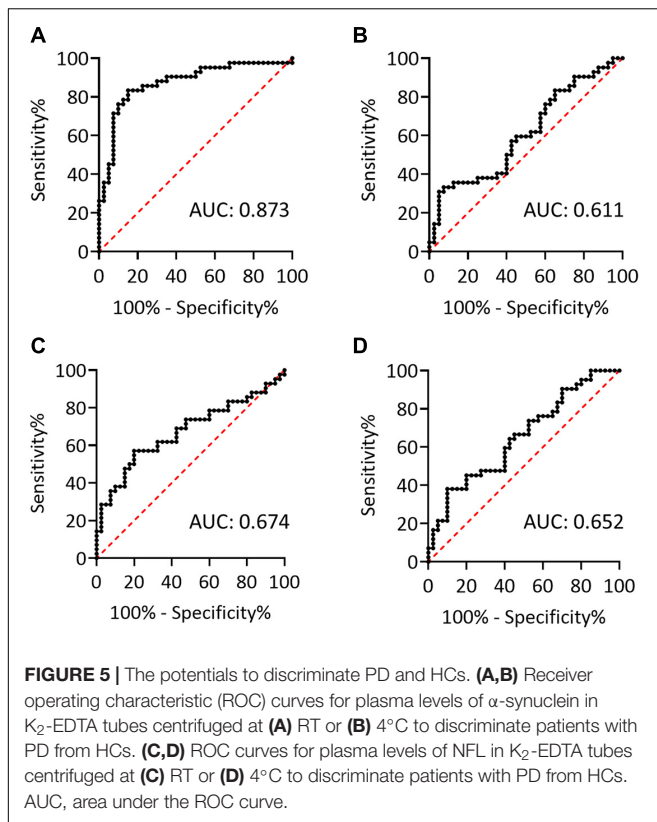 A
B
100
80
60
40
20
0
Sensitivity%
AUC: 0.873
0 20 40 60 80 100
100% - Specificity%
100
80
60
40
20
0
Sensitivity%
AUC: 0.611
0 20 40 60 80 100
100% - Specificity%
C
D
100
80
60
40
20
0
Sensitivity%
AUC: 0.674
0 20 40 60 80 100
100% - Specificity%
100
80
60
40
20
0
Sensitivity%
AUC: 0.652
0 20 40 60 80 100
100% - Specificity%
FIGURE 5 | The potentials to discriminate PD and HCs. (A,B) Receiver
operating characteristic (ROC) curves for plasma levels of α-synuclein in
K₂-EDTA tubes centrifuged at (A) RT or (B) 4°C to discriminate patients with
PD from HCs. (C,D) ROC curves for plasma levels of NFL in K₂-EDTA tubes
centrifuged at (C) RT or (D) 4°C to discriminate patients with PD from HCs.
AUC, area under the ROC curve.